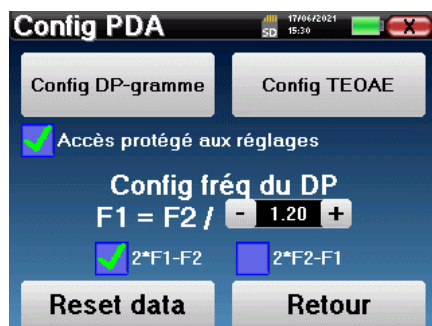 Config PDA
SD
17/06/2021
15:30
X
Config DP-gramme
Config TEOAE
Accès protégé aux réglages
Config fréq du DP
F1 = F2 / - 1.20 +
2*F1-F2
2*F2-F1
Reset data
Retour